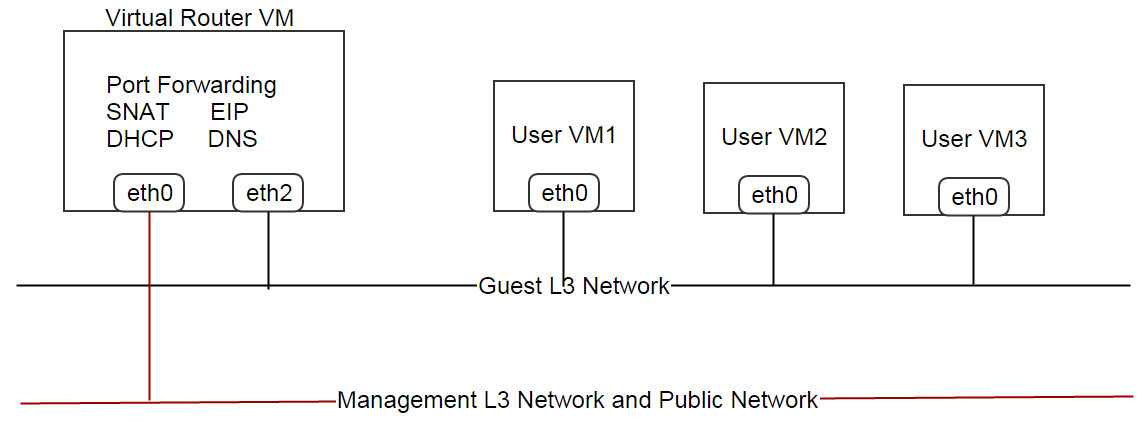 Virtual Router VM
Port Forwarding
SNAT EIP
DHCP DNS
eth0 eth2
User VM1
eth0
User VM2
eth0
User VM3
eth0
Guest L3 Network
Management L3 Network and Public Network